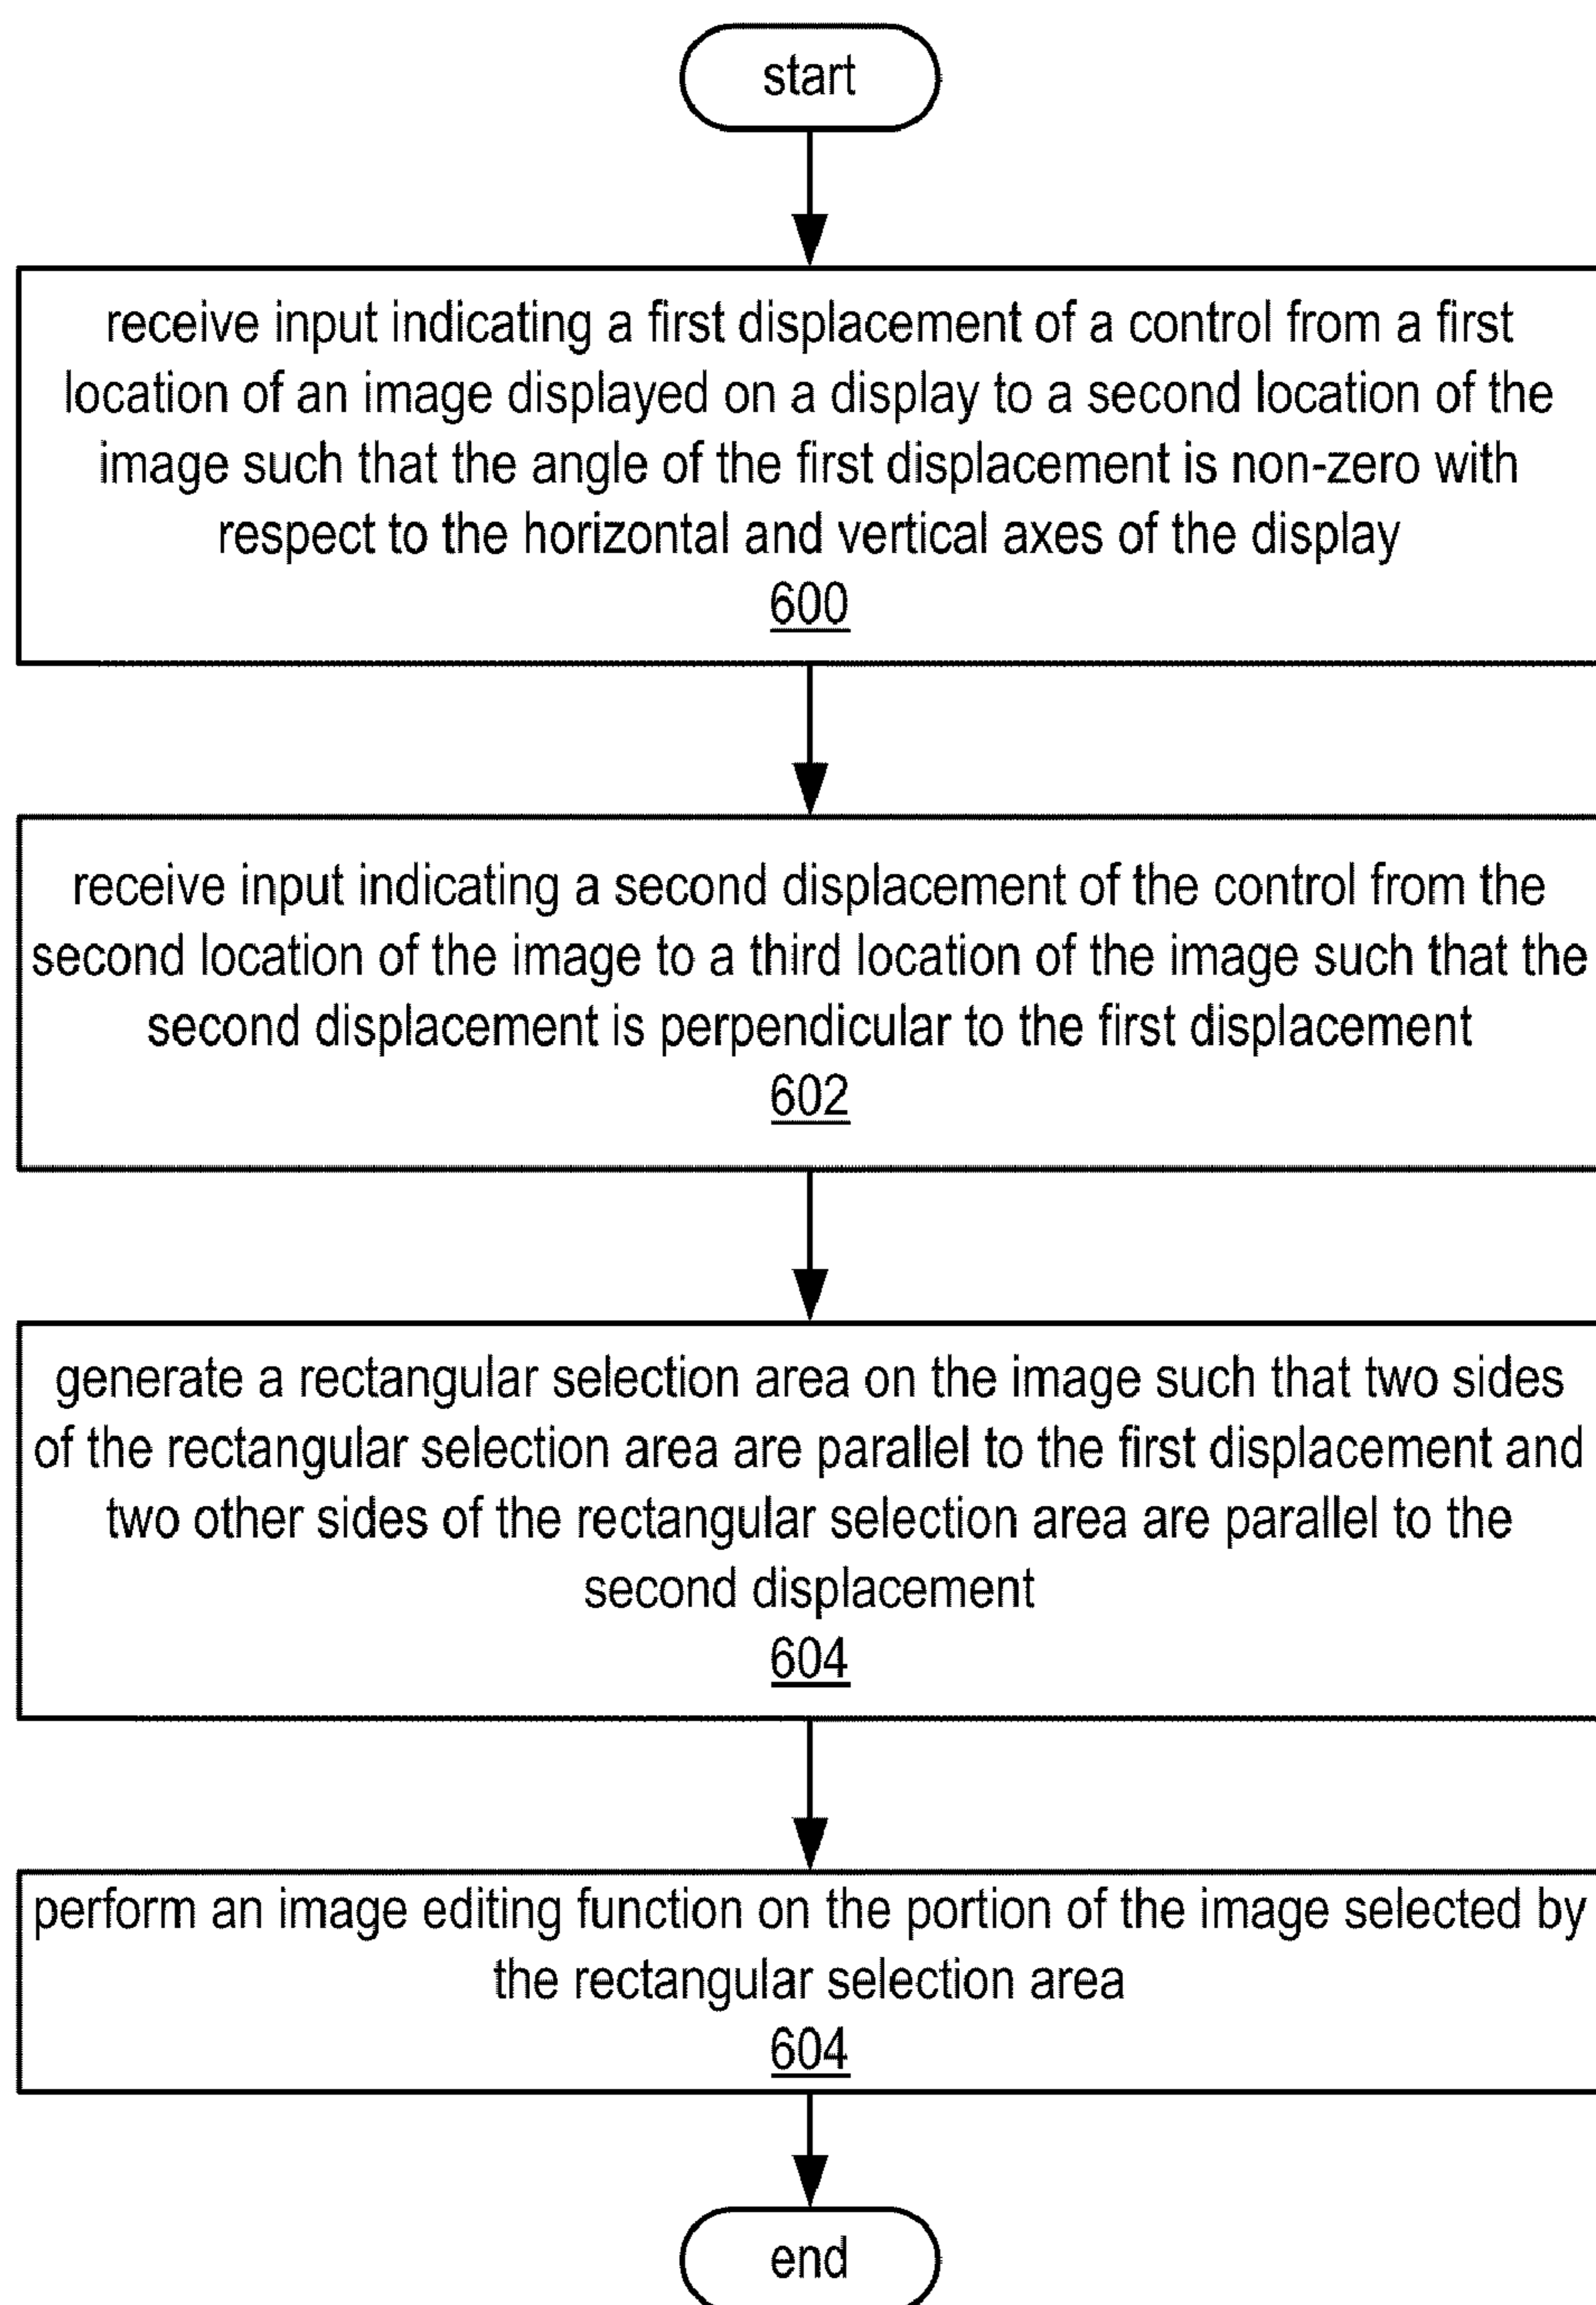 start
receive input indicating a first displacement of a control from a first
location of an image displayed on a display to a second location of the
image such that the angle of the first displacement is non-zero with
respect to the horizontal and vertical axes of the display
600
receive input indicating a second displacement of the control from the
second location of the image to a third location of the image such that the
second displacement is perpendicular to the first displacement
602
generate a rectangular selection area on the image such that two sides
of the rectangular selection area are parallel to the first displacement and
two other sides of the rectangular selection area are parallel to the
second displacement
604
perform an image editing function on the portion of the image selected by
the rectangular selection area
604
end